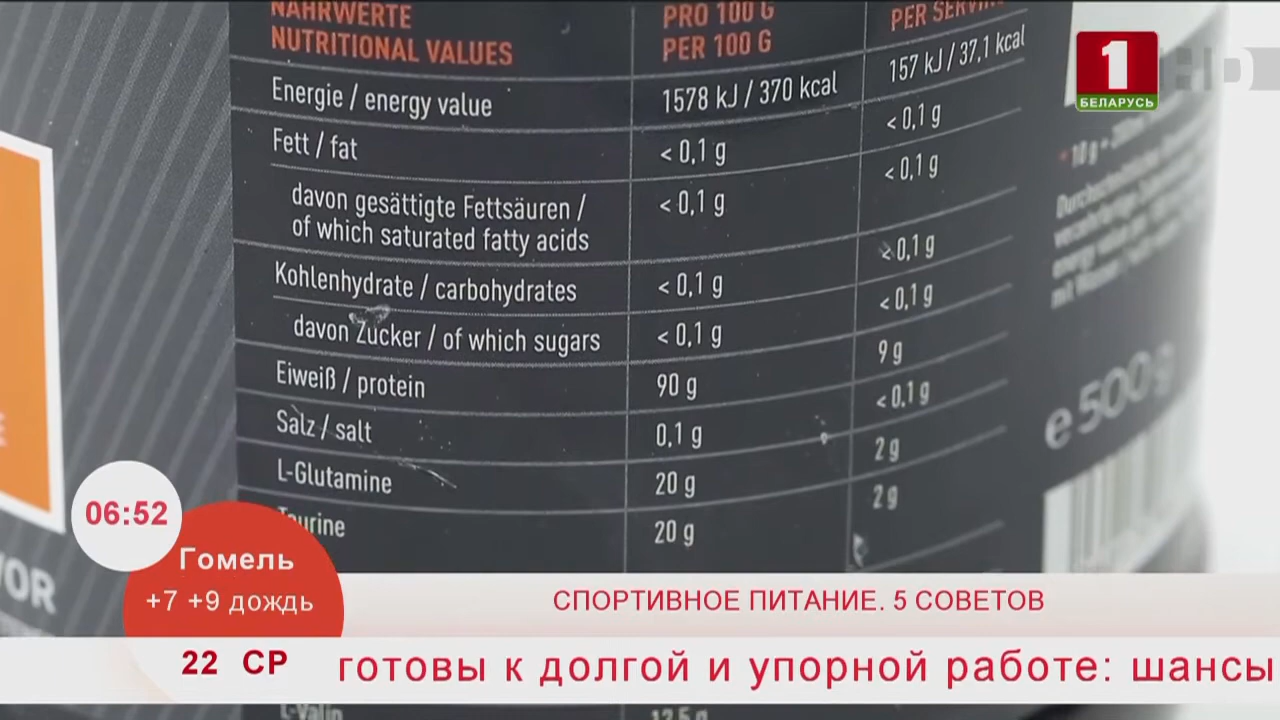 NÄHRWERTE
NUTRITIONAL VALUES
PRO 100 G
PER 100 G
Energie / energy value
1578 kJ / 370 kcal
157 kJ / 37,1 kcal
Fett / fat
< 0,1 g
< 0,1 g
davon gesättigte Fettsäuren /
of which saturated fatty acids
< 0,1 g
< 0,1 g
Kohlenhydrate / carbohydrates
< 0,1 g
< 0,1 g
davon Zucker / of which sugars
< 0,1 g
< 0,1 g
Eiweiß / protein
90 g
9 g
Salz / salt
0,1 g
< 0,1 g
L-Glutamine
20 g
2 g
Taurine
20 g
2 g
L-Valin
12,5 g
e 500 g
1
БЕЛАРУСЬ
HD
06:52
Гомель
+7 +9 дождь
22 СР
СПОРТИВНОЕ ПИТАНИЕ. 5 СОВЕТОВ
готовы к долгой и упорной работе: шансы